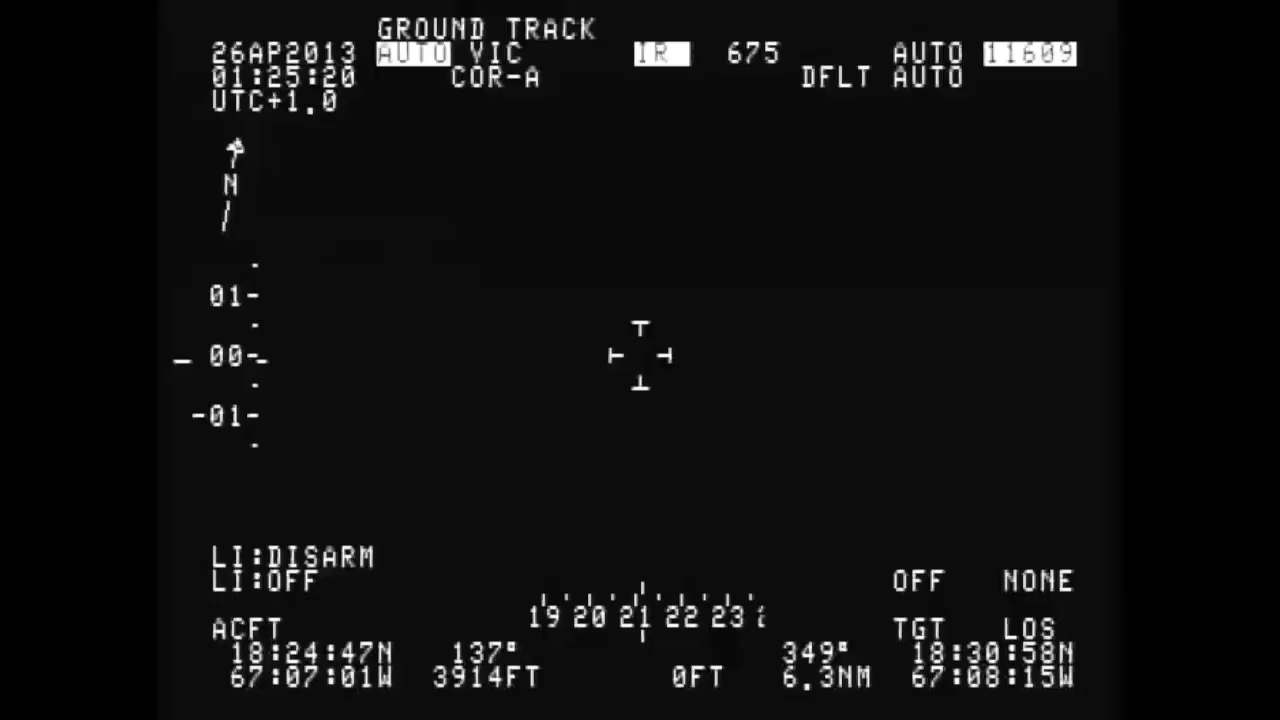 GROUND TRACK
26AP2013 AUTO VIC IR 675 AUTO 11609
01:25:20 COR-A DFLT AUTO
UTC+1.0
N
01-
00-
-01-
LI:DISARM
LI:OFF OFF NONE
19 20 21 22 23
ACFT TGT LOS
18:24:47N 137° 349° 18:30:58N
67:07:01W 3914FT 0FT 6.3NM 67:08:15W